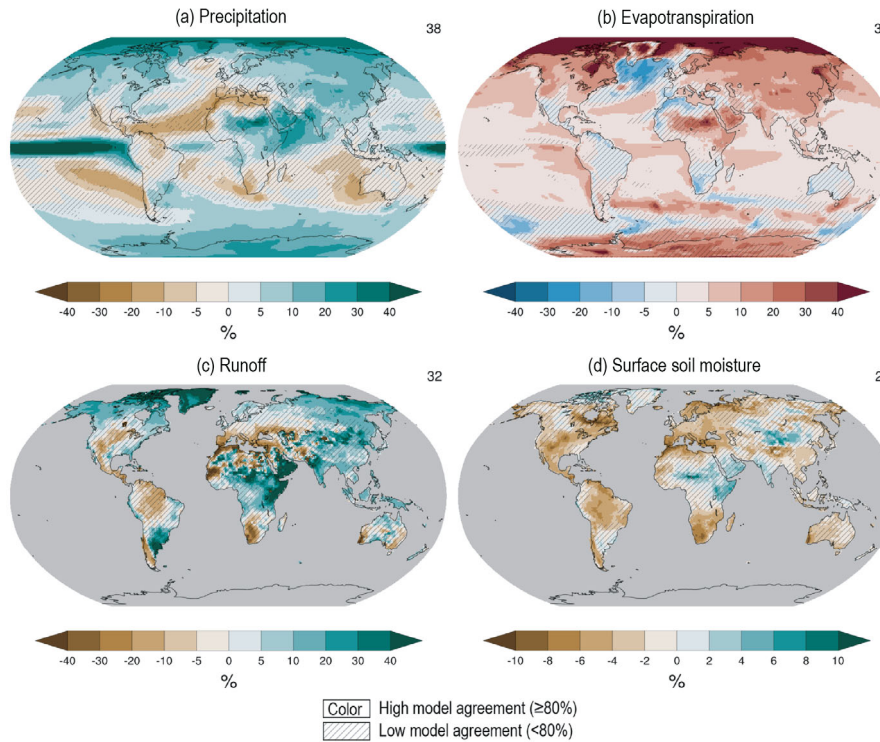 (a) Precipitation
38
(b) Evapotranspiration
3
-40 -30 -20 -10 -5 0 5 10 20 30 40
%
-40 -30 -20 -10 -5 0 5 10 20 30 40
%
(c) Runoff
32
(d) Surface soil moisture
2
-40 -30 -20 -10 -5 0 5 10 20 30 40
%
-10 -8 -6 -4 -2 0 2 4 6 8 10
%
Color High model agreement (≥80%)
Low model agreement (<80%)